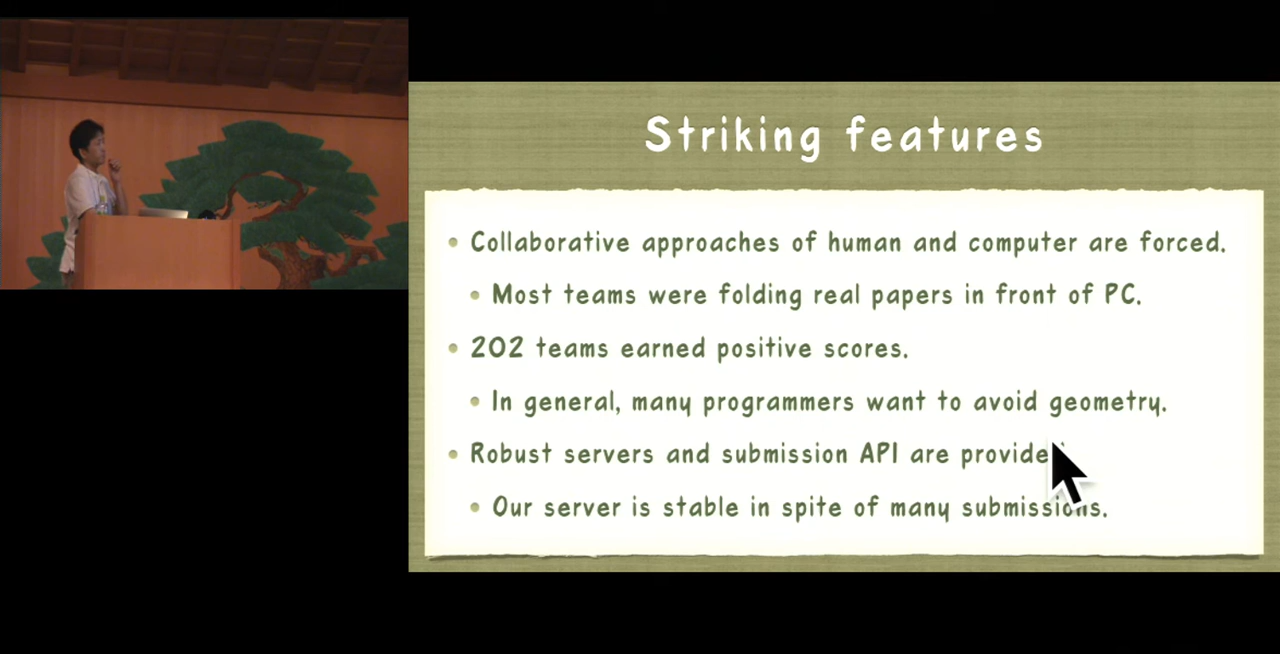 Striking features
• Collaborative approaches of human and computer are forced.
• Most teams were folding real papers in front of PC.
• 202 teams earned positive scores.
• In general, many programmers want to avoid geometry.
• Robust servers and submission API are provide
• Our server is stable in spite of many submissions.